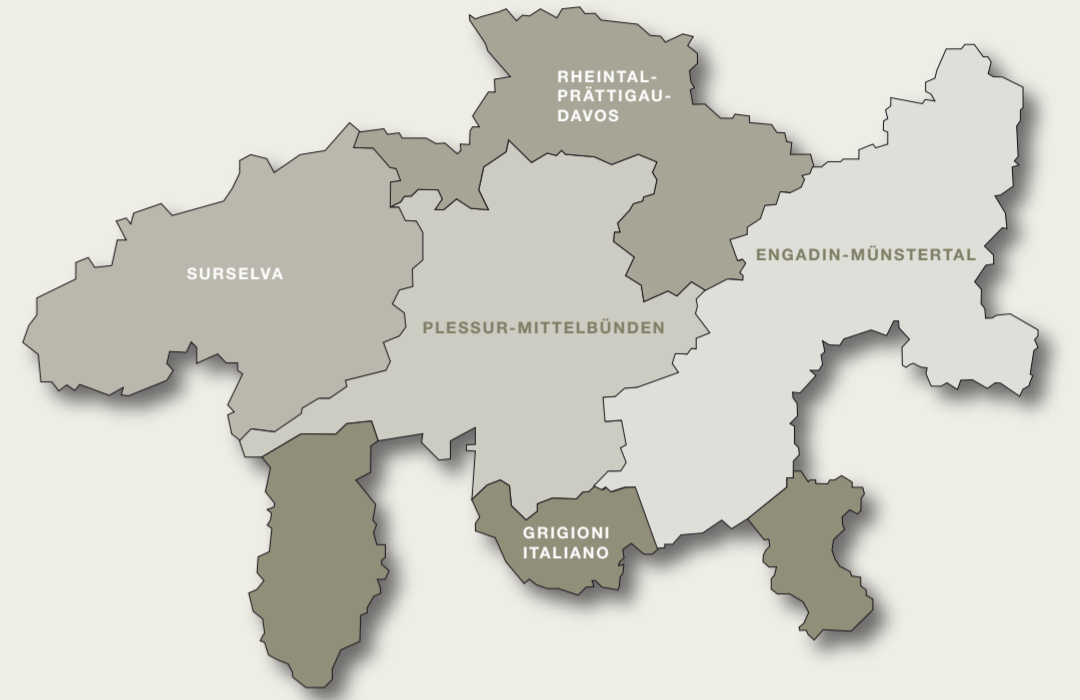 RHEINTAL-
PRÄTTIGAU-
DAVOS
ENGADIN-MÜNSTERTAL
SURSELVA
PLESSUR-MITTELBÜNDEN
GRIGIONI
ITALIANO